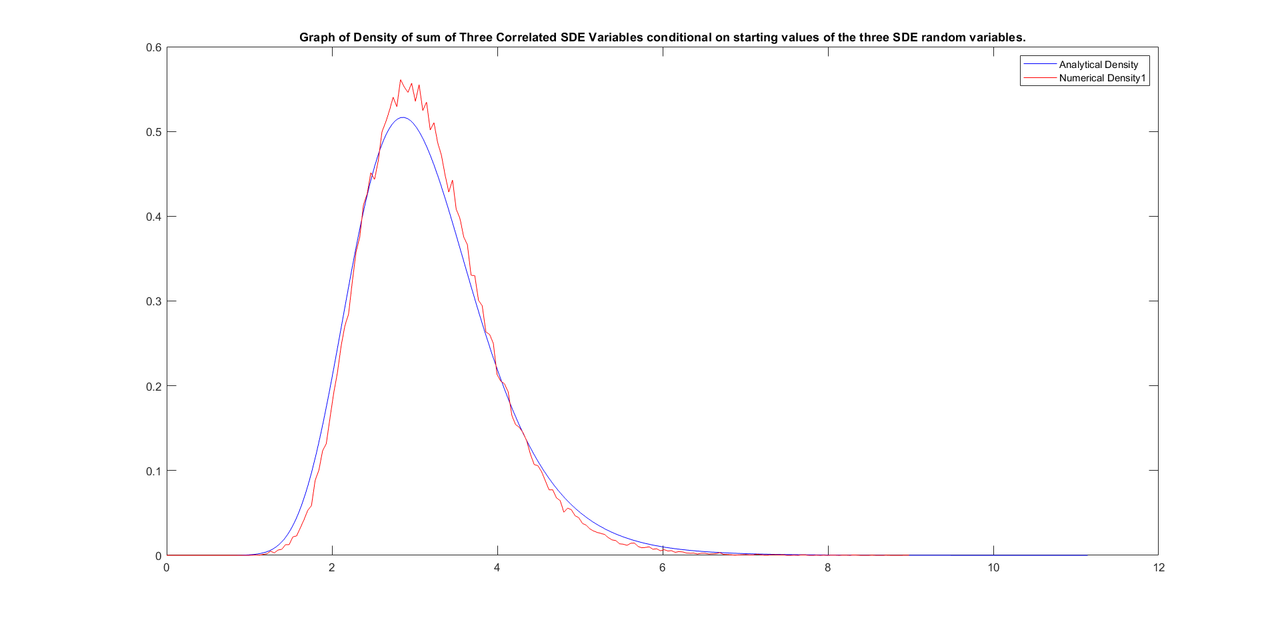 Graph of Density of sum of Three Correlated SDE Variables conditional on starting values of the three SDE random variables.
Analytical Density
Numerical Density1
0.6
0.5
0.4
0.3
0.2
0.1
0
0 2 4 6 8 10 12